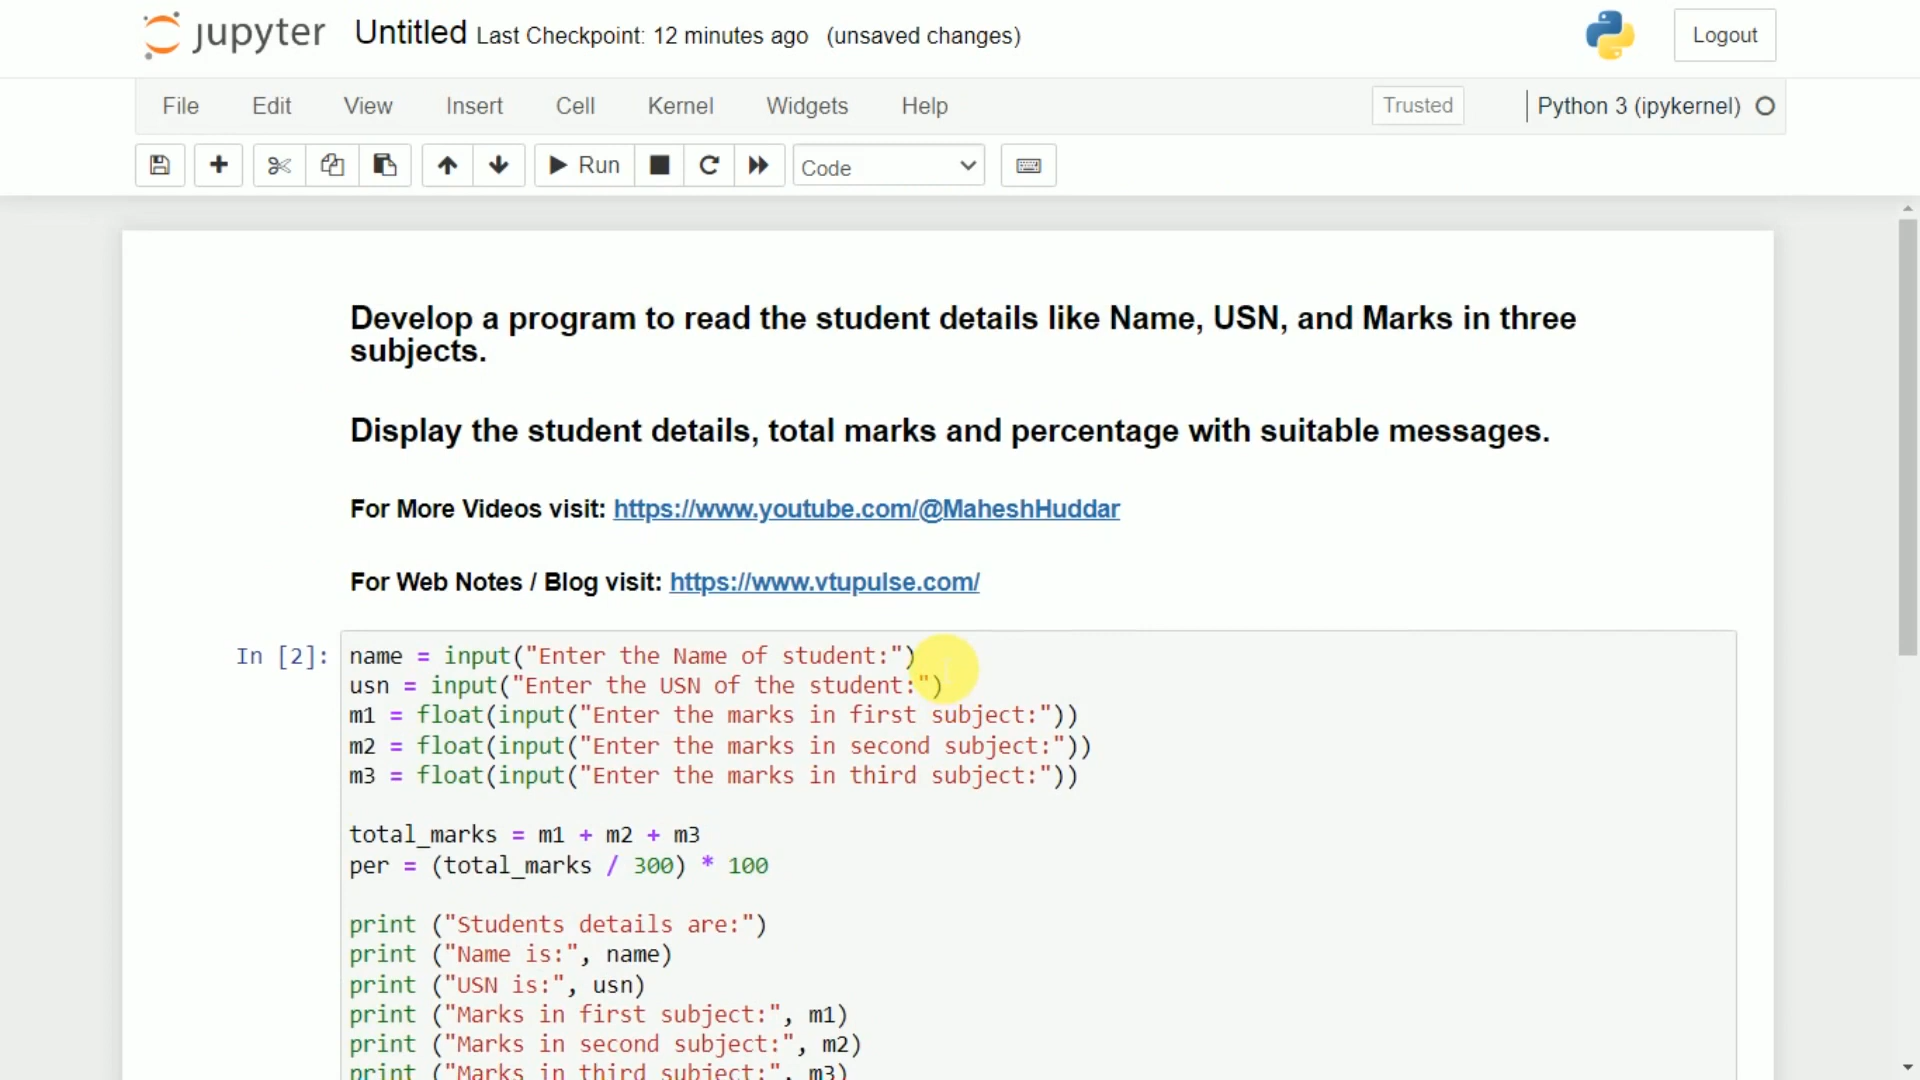 jupyter Untitled Last Checkpoint: 12 minutes ago (unsaved changes) Logout
File Edit View Insert Cell Kernel Widgets Help Trusted Python 3 (ipykernel)
Run Code
Develop a program to read the student details like Name, USN, and Marks in three
subjects.
Display the student details, total marks and percentage with suitable messages.
For More Videos visit: https://www.youtube.com/@MaheshHuddar
For Web Notes / Blog visit: https://www.vtupulse.com/
In [2]: name = input("Enter the Name of student:")
usn = input("Enter the USN of the student:")
m1 = float(input("Enter the marks in first subject:"))
m2 = float(input("Enter the marks in second subject:"))
m3 = float(input("Enter the marks in third subject:"))
total_marks = m1 + m2 + m3
per = (total_marks / 300) * 100
print ("Students details are:")
print ("Name is:", name)
print ("USN is:", usn)
print ("Marks in first subject:", m1)
print ("Marks in second subject:", m2)
print ("Marks in third subject:", m3)